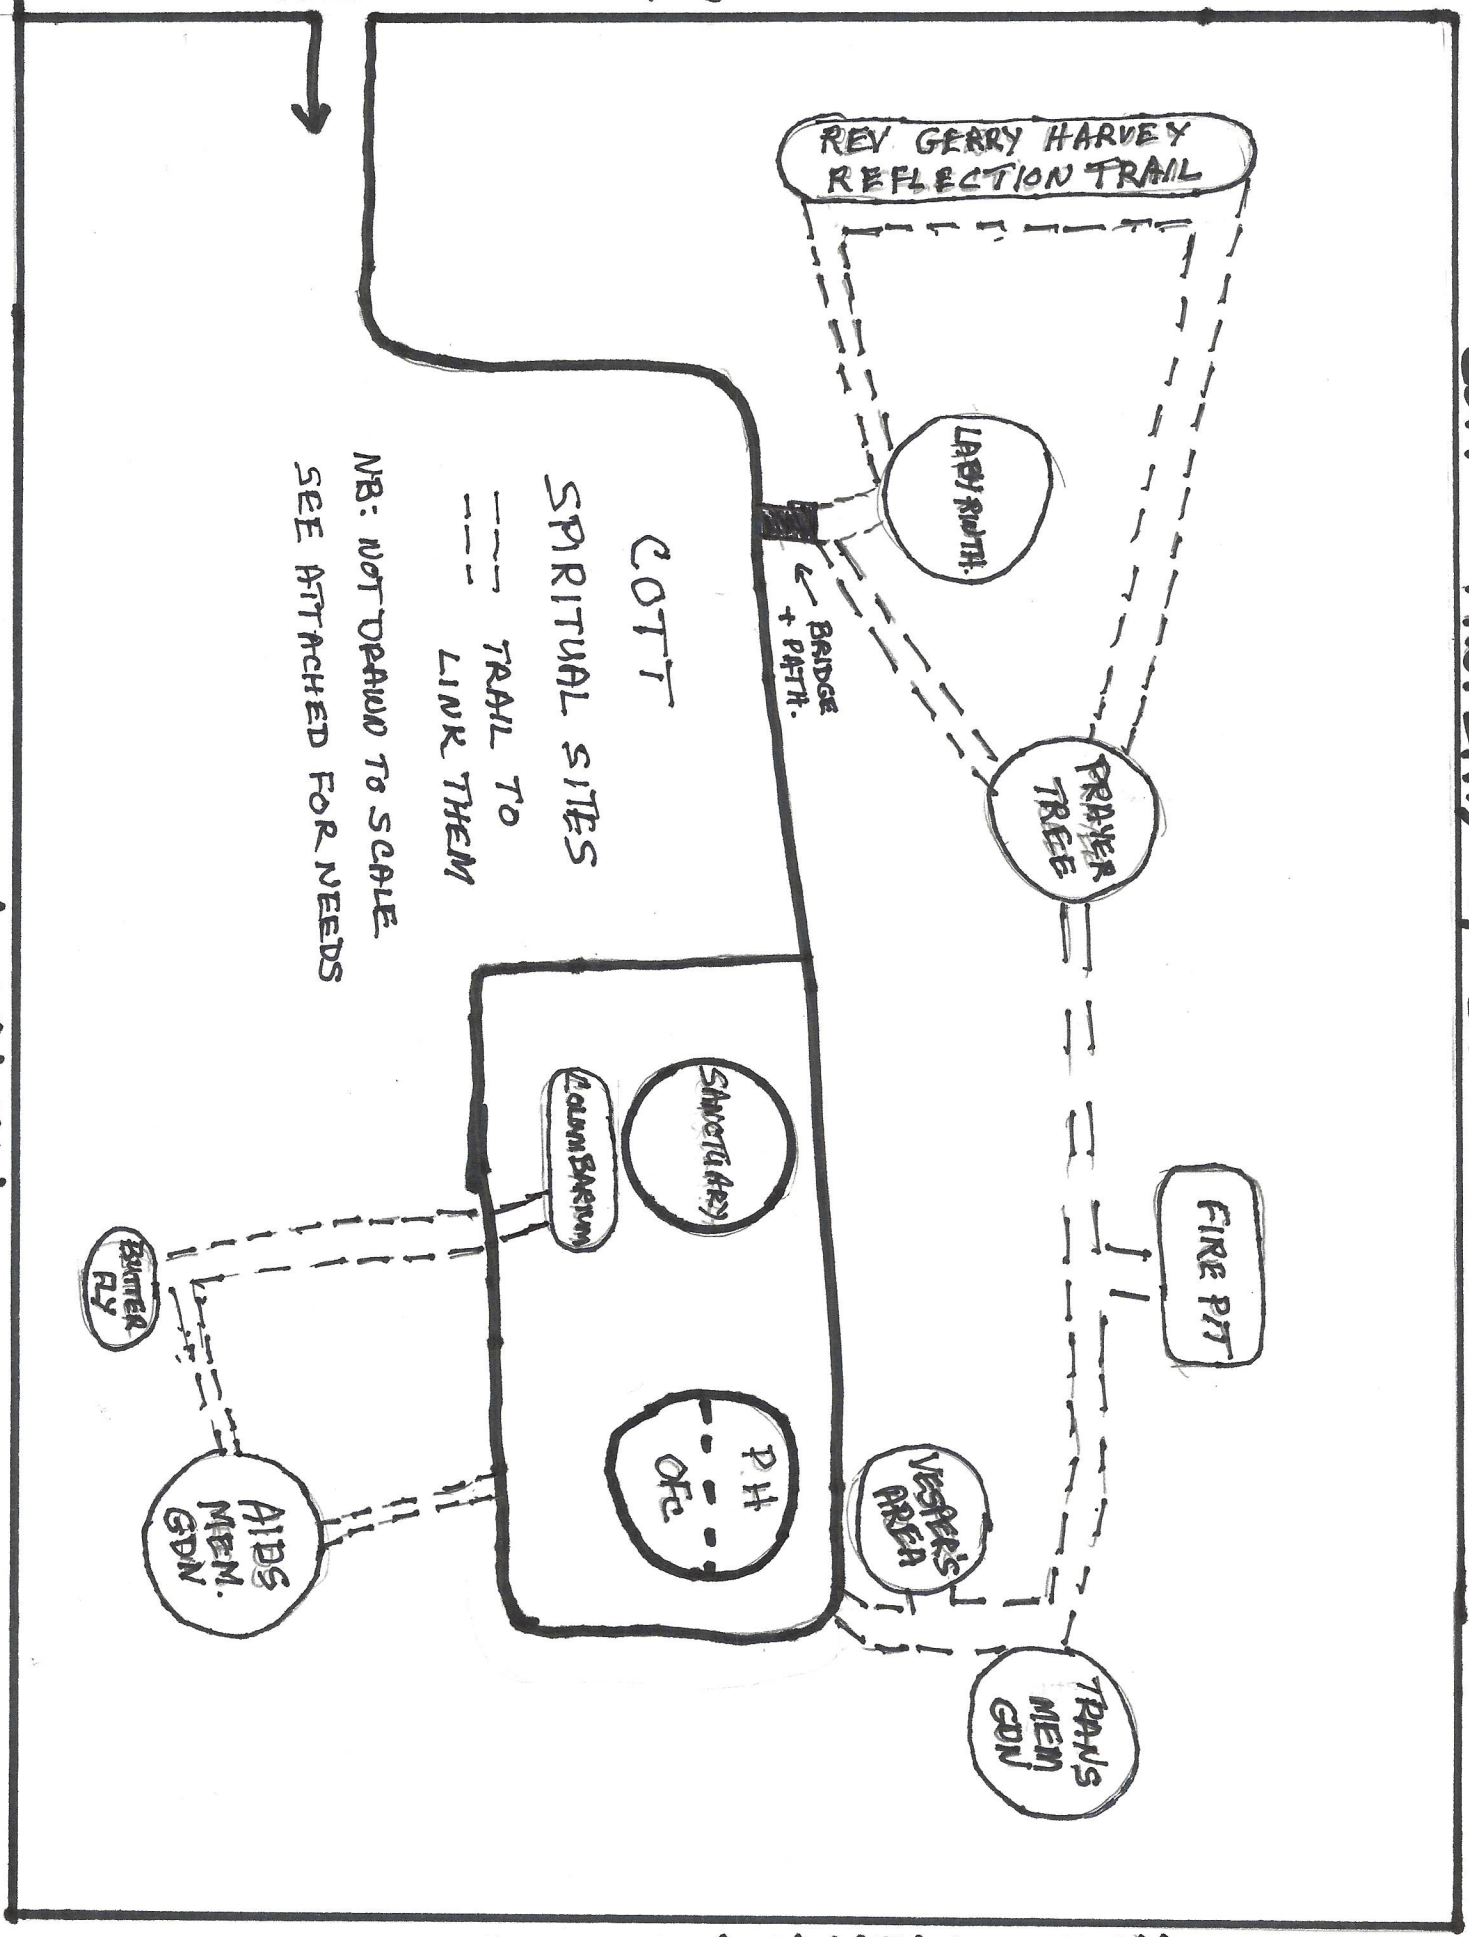 REV GERRY HARVEY
REFLECTION TRAIL
LABYRINTH.
PRAYER
TREE
← BRIDGE
+ PATH.
FIRE PIT
COTT
SPIRITUAL SITES
---- TRAIL TO
---- LINK THEM
NB: NOT DRAWN TO SCALE
SEE ATTACHED FOR NEEDS
SANCTUARY
COLUMBARIUM
PH
OFC
VESPER'S
AREA
TRANS
MEM
GDN
BUTTER
FLY
AIDS
MEM.
GDN